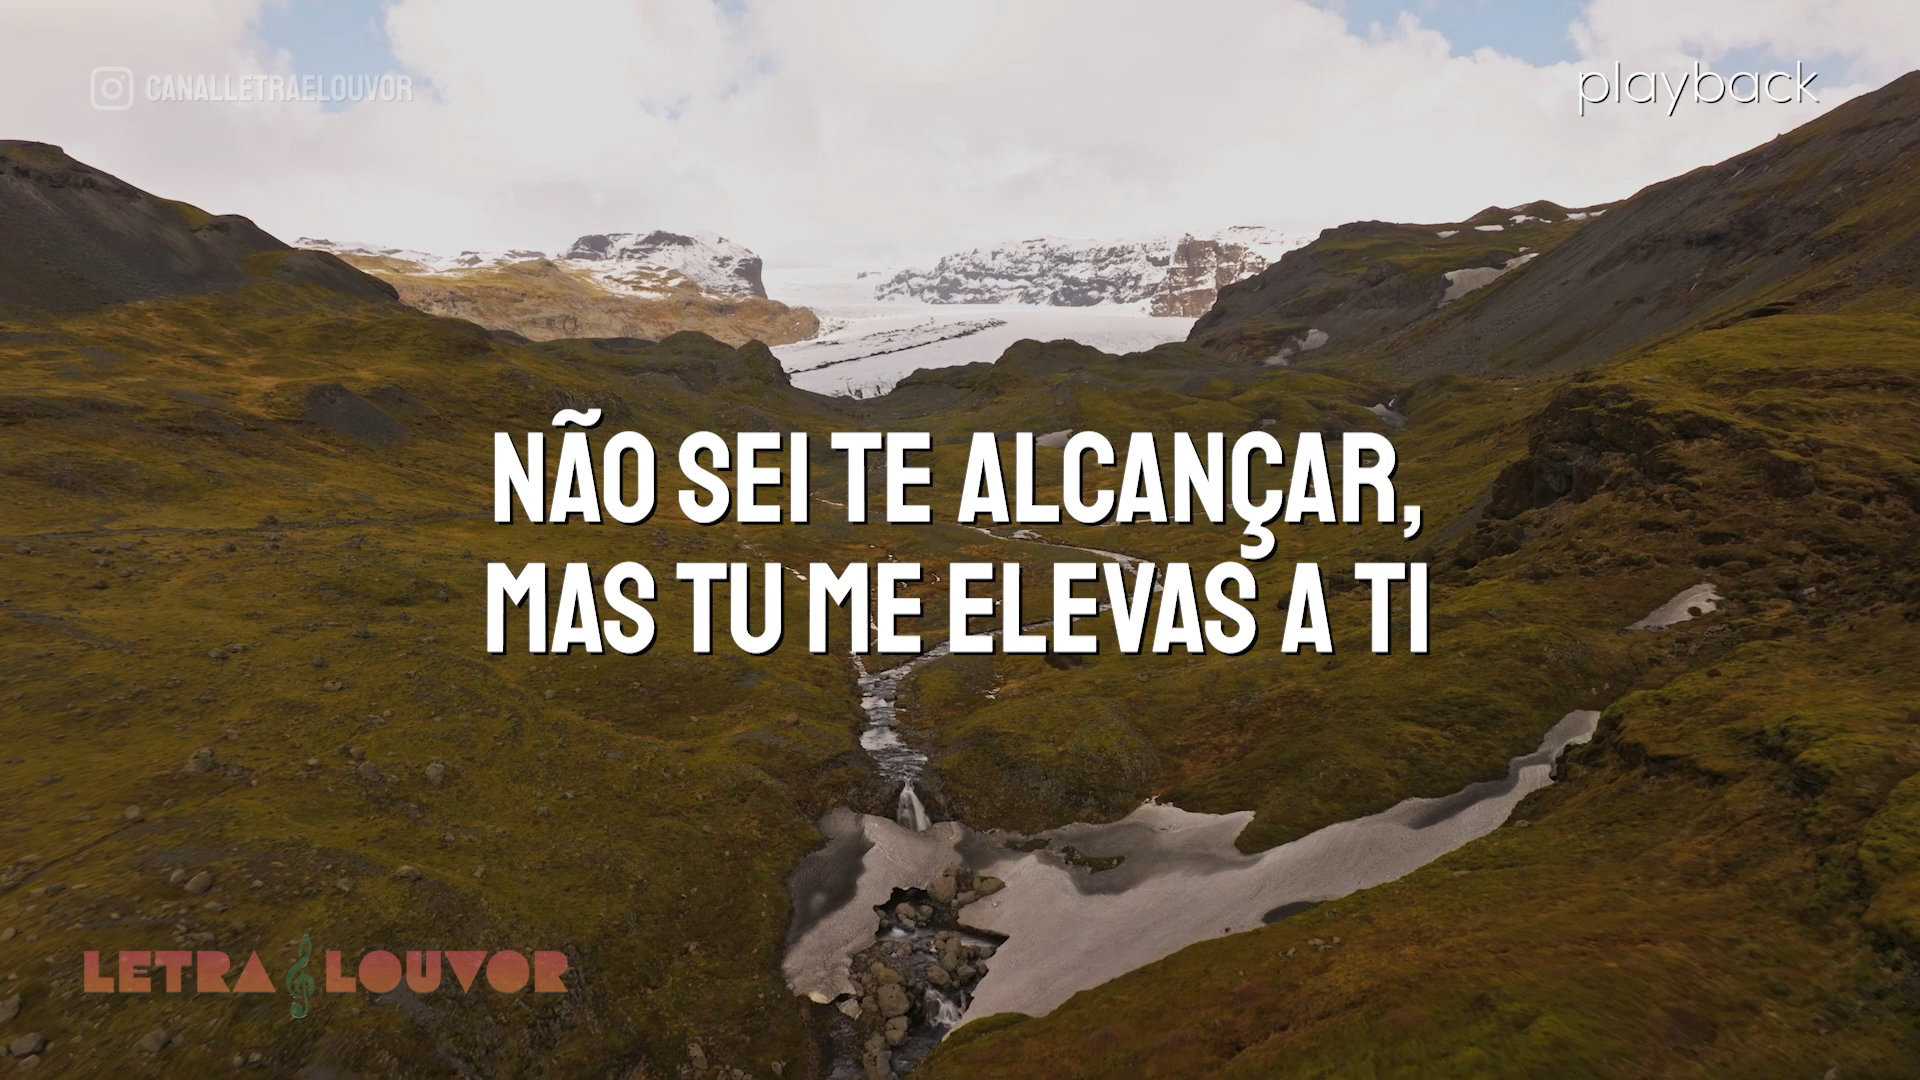 CANALLETRAELOUVOR
playback
NÃO SEI TE ALCANÇAR,
MAS TU ME ELEVAS A TI
LETRA LOUVOR